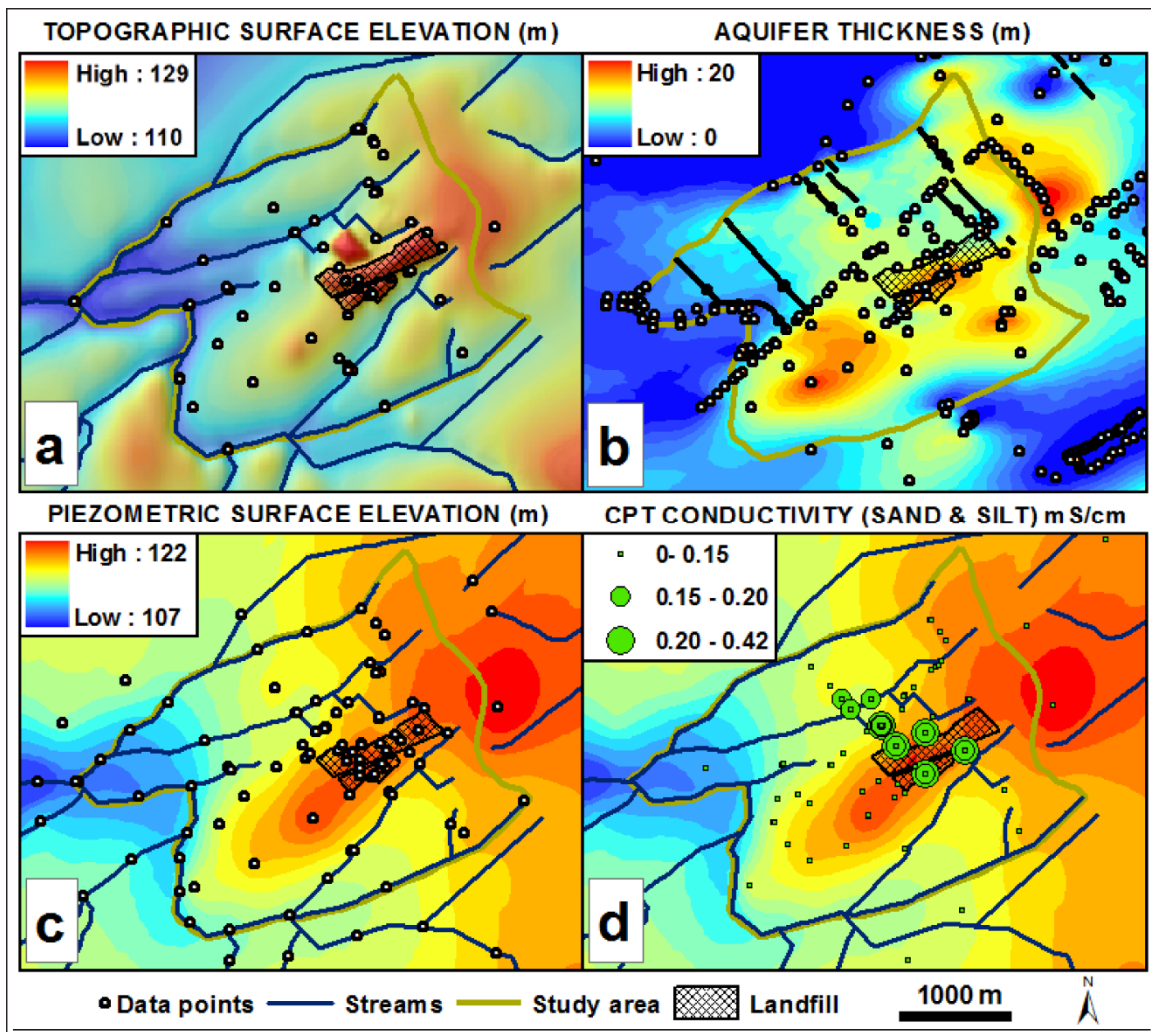 TOPOGRAPHIC SURFACE ELEVATION (m)
High : 129
Low : 110
a
AQUIFER THICKNESS (m)
High : 20
Low : 0
b
PIEZOMETRIC SURFACE ELEVATION (m)
High : 122
Low : 107
c
CPT CONDUCTIVITY (SAND & SILT) mS/cm
0- 0.15
0.15 - 0.20
0.20 - 0.42
d
Data points
Streams
Study area
Landfill
1000 m
N